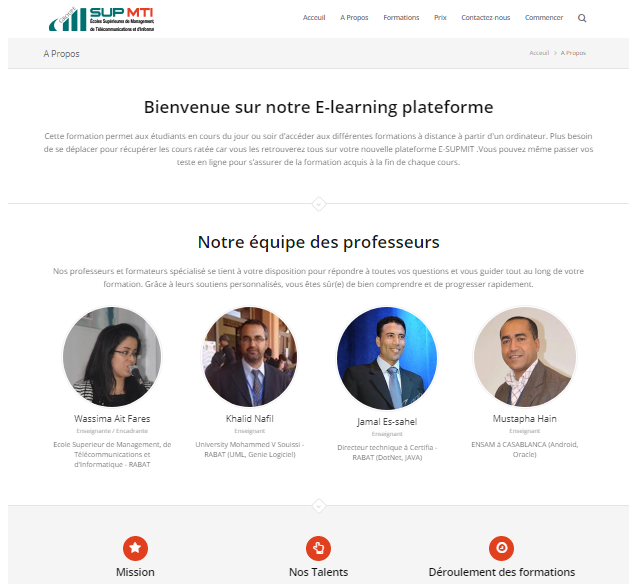 SUP MTI
Écoles Supérieures de Management,
de Télécommunications et d'Informatique
Acceuil A Propos Formations Prix Contactez-nous Commencer
A Propos
Acceuil > A Propos
Bienvenue sur notre E-learning plateforme
Cette formation permet aux étudiants en cours du jour ou soir d'accéder aux différentes formations à distance à partir d'un ordinateur. Plus besoin
de se déplacer pour récupérer les cours ratée car vous les retrouverez tous sur votre nouvelle plateforme E-SUPMIT .Vous pouvez même passer vos
teste en ligne pour s'assurer de la formation acquis à la fin de chaque cours.
Notre équipe des professeurs
Nos professeurs et formateurs spécialisé se tient à votre disposition pour répondre à toutes vos questions et vous guider tout au long de votre
formation. Grâce à leurs soutiens personnalisés, vous êtes sûr(e) de bien comprendre et de progresser rapidement.
Wassima Ait Fares
Enseignante / Encadrante
Ecole Superieur de Management, de
Télécommunications et
d'Informatique - RABAT
Khalid Nafil
Enseignant
University Mohammed V Souissi -
RABAT (UML, Genie Logiciel)
Jamal Es-sahel
Enseignant
Directeur technique à Certifia -
RABAT (DotNet, JAVA)
Mustapha Hain
Enseignant
ENSAM à CASABLANCA (Android,
Oracle)
Mission
Nos Talents
Déroulement des formations